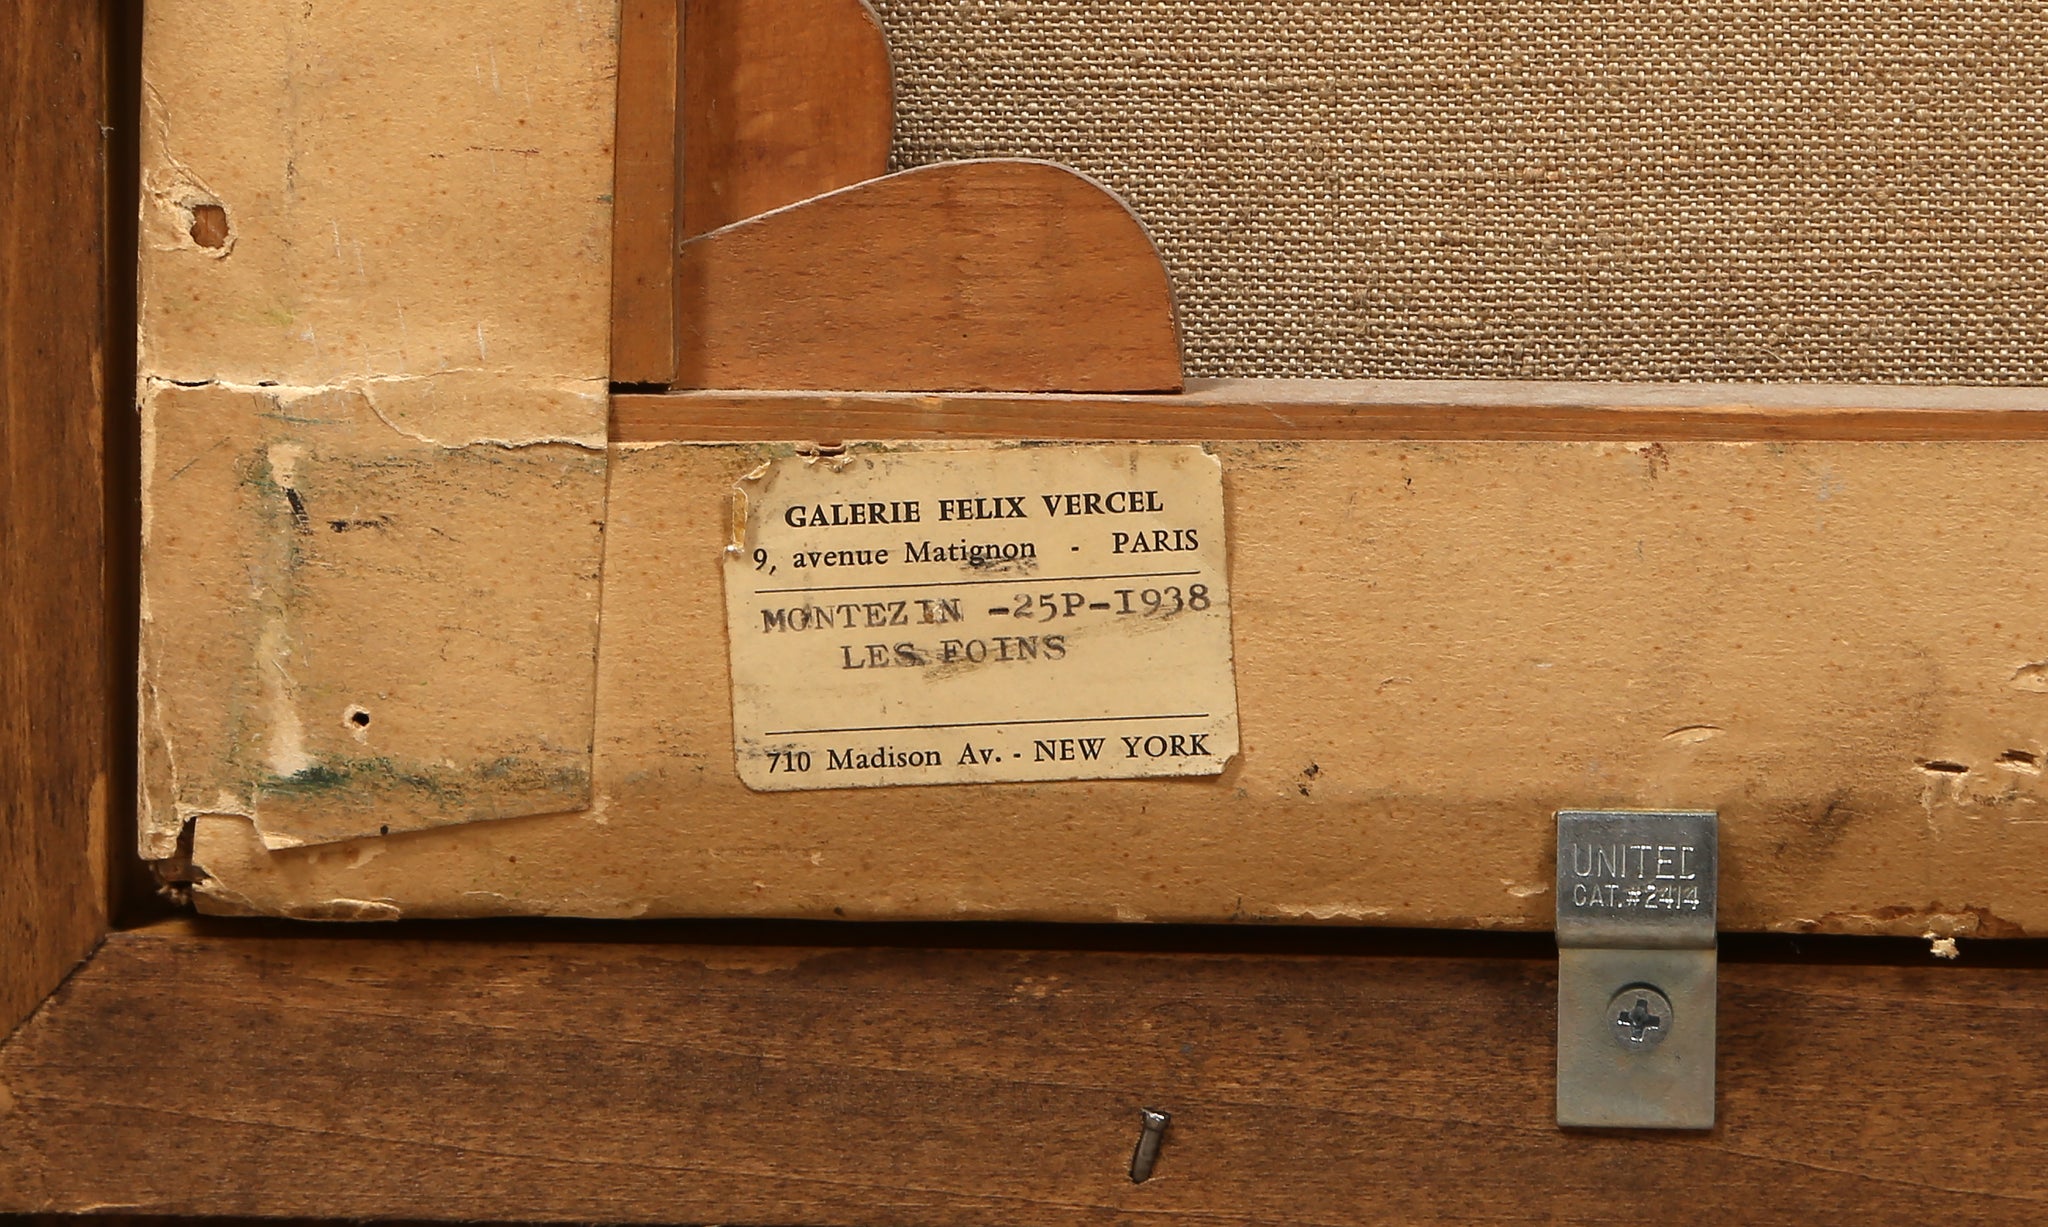 GALERIE FELIX VERCEL
9, avenue Matignon - PARIS
MONTEZIN -25P-I938
LES FOINS
710 Madison Av. - NEW YORK
UNITED
CAT.#2414